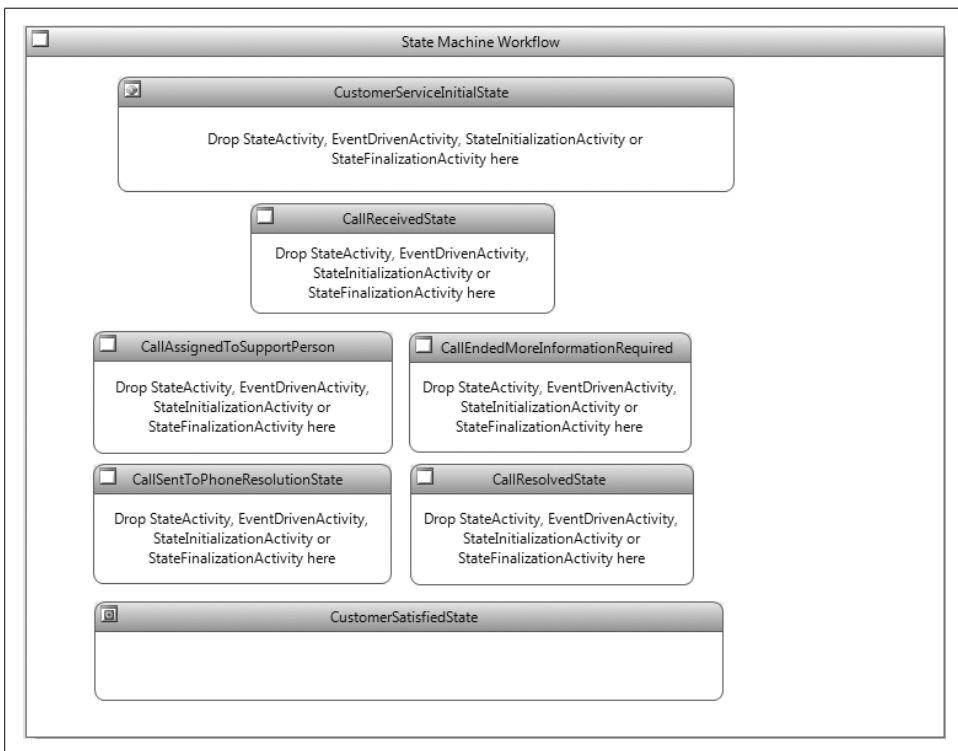 State Machine Workflow
CustomerServiceInitialState
Drop StateActivity, EventDrivenActivity, StateInitializationActivity or
StateFinalizationActivity here
CallReceivedState
Drop StateActivity, EventDrivenActivity,
StateInitializationActivity or
StateFinalizationActivity here
CallAssignedToSupportPerson
Drop StateActivity, EventDrivenActivity,
StateInitializationActivity or
StateFinalizationActivity here
CallEndedMoreInformationRequired
Drop StateActivity, EventDrivenActivity,
StateInitializationActivity or
StateFinalizationActivity here
CallSentToPhoneResolutionState
Drop StateActivity, EventDrivenActivity,
StateInitializationActivity or
StateFinalizationActivity here
CallResolvedState
Drop StateActivity, EventDrivenActivity,
StateInitializationActivity or
StateFinalizationActivity here
CustomerSatisfiedState